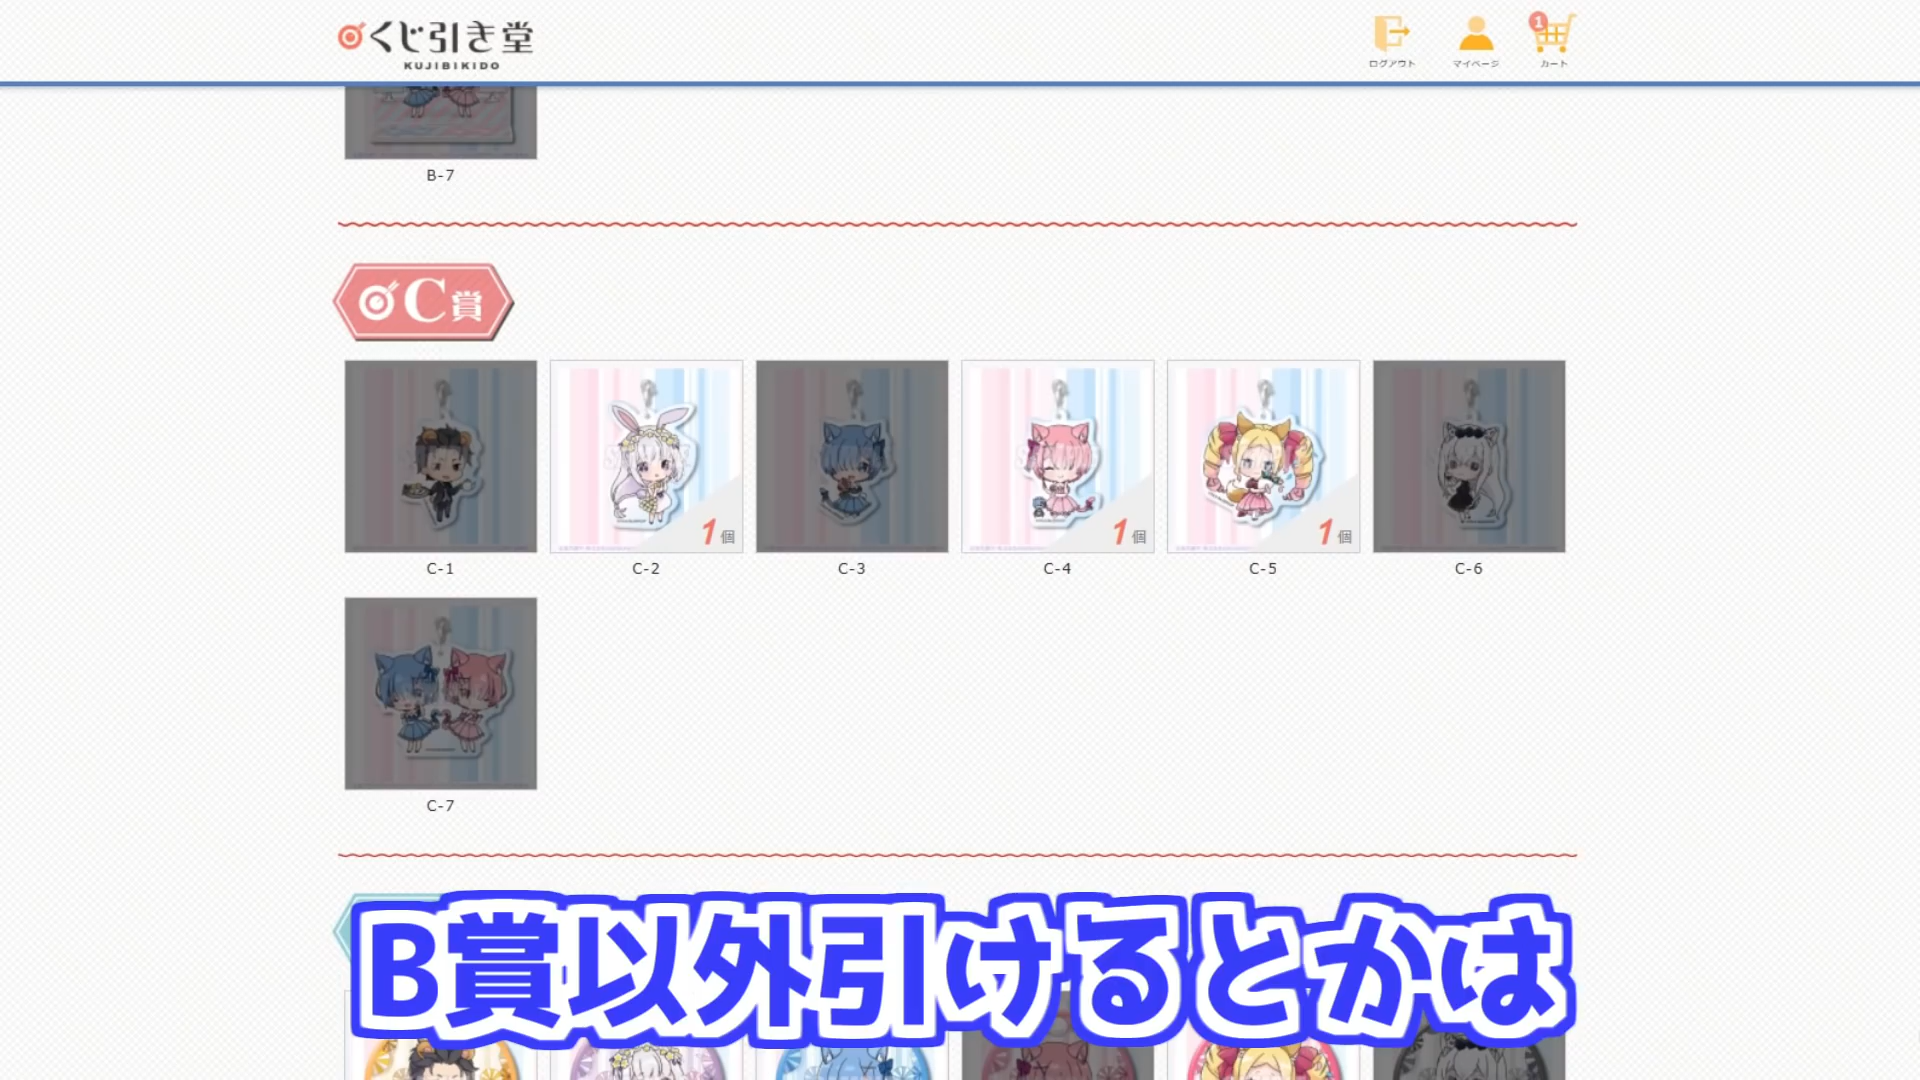 くじ引き堂
KUJIBIKIDO
ログアウト
マイページ
1
カート
B-7
C賞
1個
1個
1個
C-1
C-2
C-3
C-4
C-5
C-6
C-7
B賞以外引けるとかは